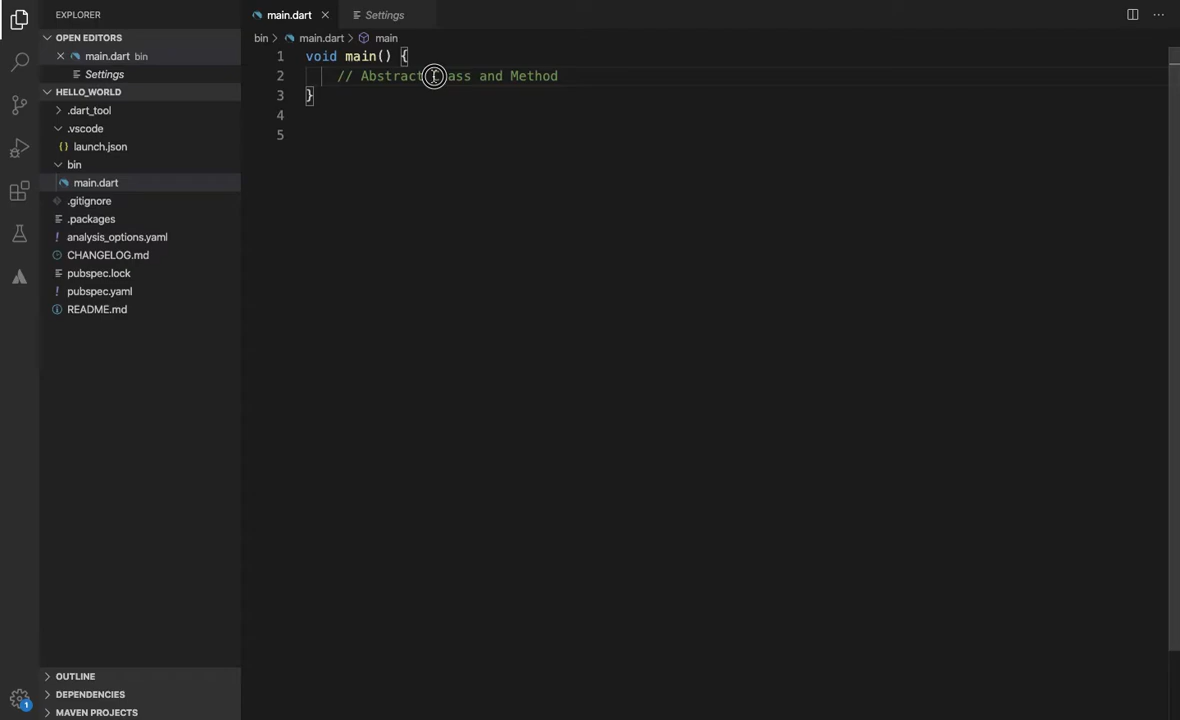 EXPLORER
OPEN EDITORS
main.dart bin
Settings
HELLO_WORLD
.dart_tool
.vscode
{} launch.json
bin
main.dart
.gitignore
.packages
! analysis_options.yaml
CHANGELOG.md
pubspec.lock
! pubspec.yaml
README.md
OUTLINE
DEPENDENCIES
MAVEN PROJECTS
1
main.dart
Settings
bin > main.dart > main
1 void main() {
2 // Abstract ass and Method
3 }
4
5